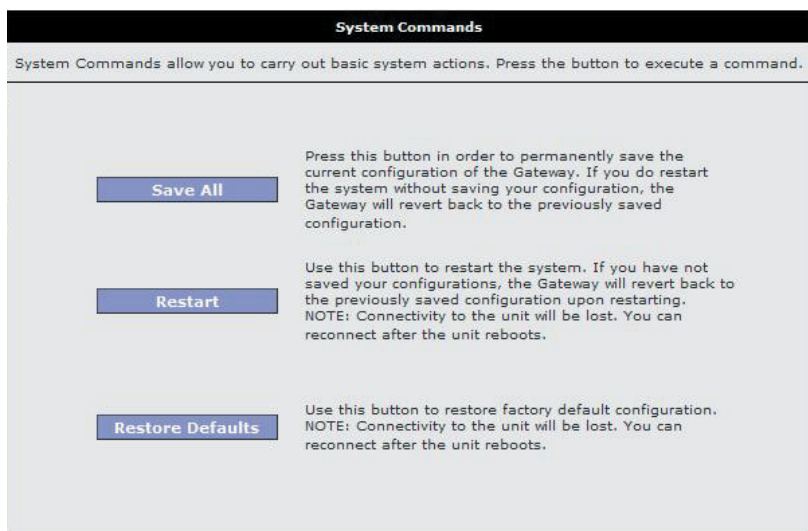 System Commands
System Commands allow you to carry out basic system actions. Press the button to execute a command.
Save All
Press this button in order to permanently save the
current configuration of the Gateway. If you do restart
the system without saving your configuration, the
Gateway will revert back to the previously saved
configuration.
Restart
Use this button to restart the system. If you have not
saved your configurations, the Gateway will revert back to
the previously saved configuration upon restarting.
NOTE: Connectivity to the unit will be lost. You can
reconnect after the unit reboots.
Restore Defaults
Use this button to restore factory default configuration.
NOTE: Connectivity to the unit will be lost. You can
reconnect after the unit reboots.